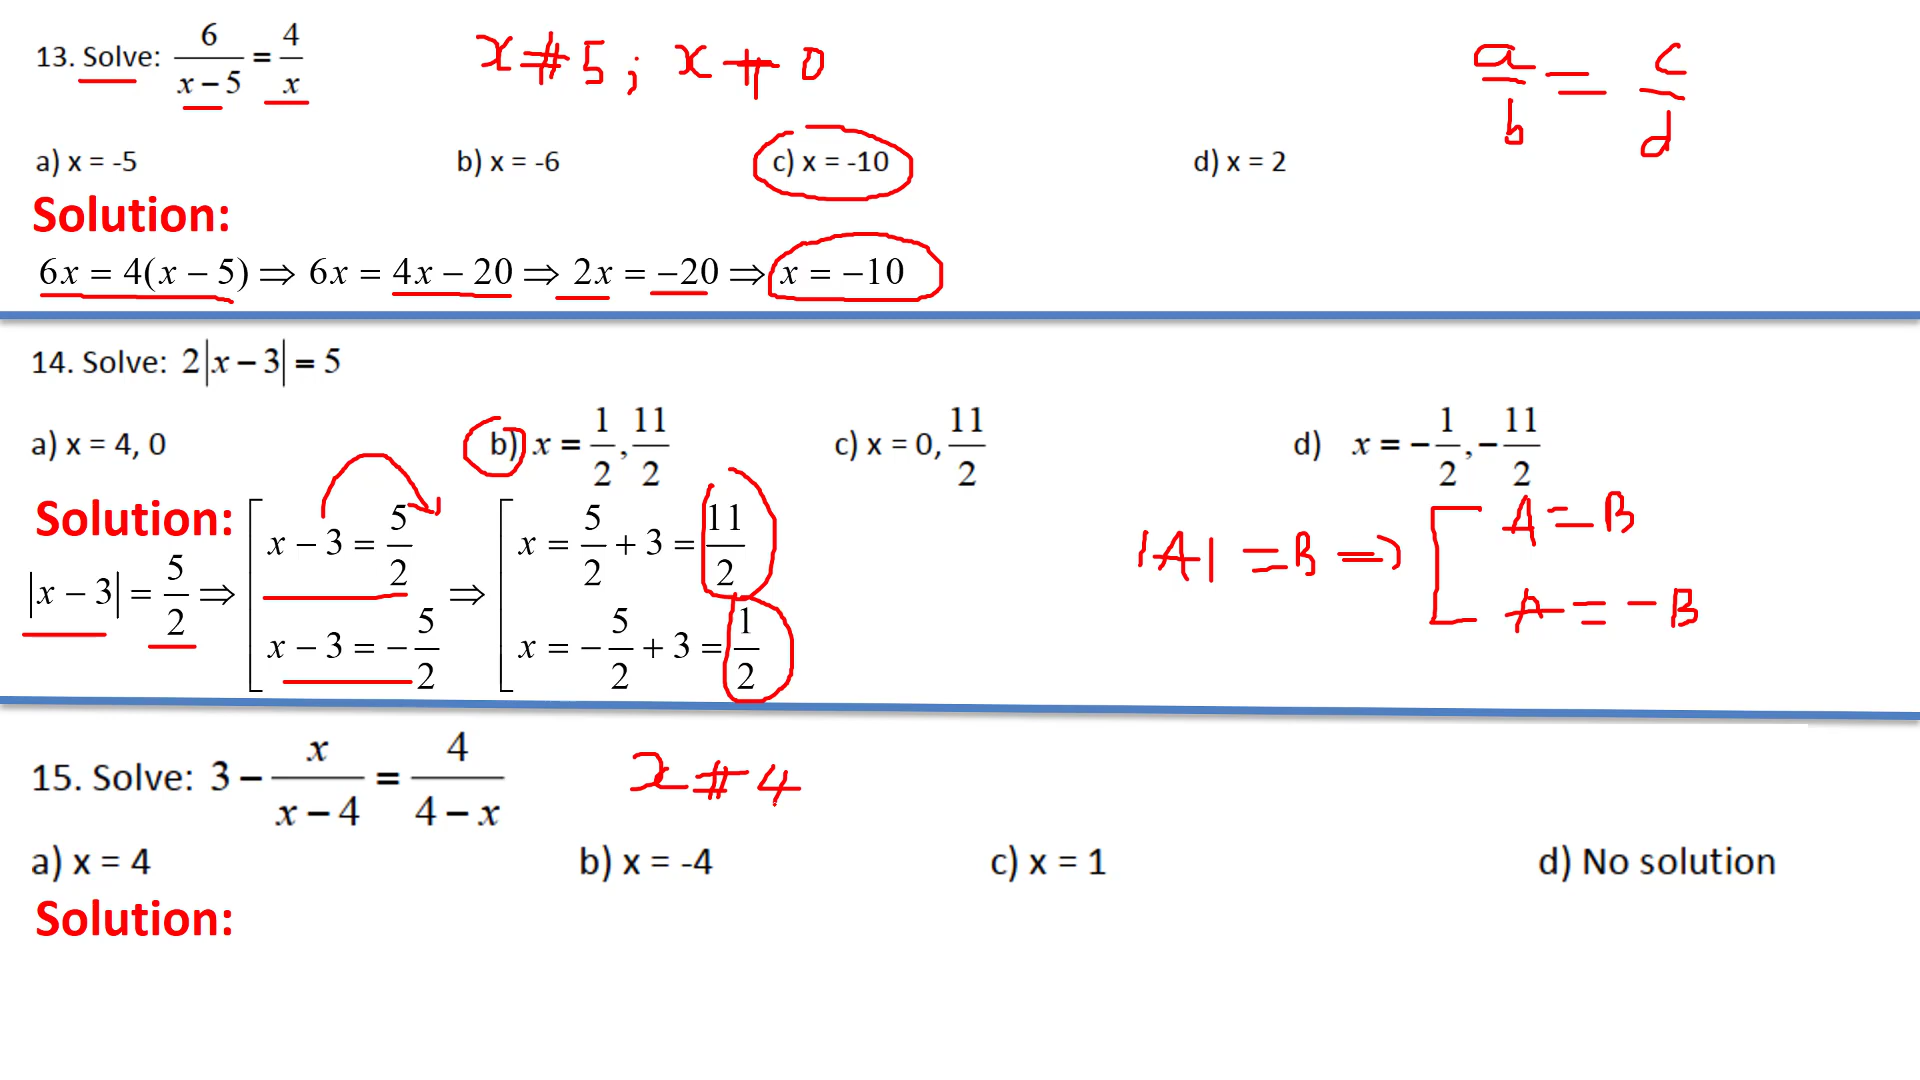 13. Solve: 6/(x − 5) = 4/x
x ≠ 5 ; x ≠ 0
a/b = c/d
a) x = -5 b) x = -6 c) x = -10 d) x = 2
Solution:
6x = 4(x − 5) ⇒ 6x = 4x − 20 ⇒ 2x = −20 ⇒ x = −10
14. Solve: 2|x − 3| = 5
a) x = 4, 0 b) x = 1/2, 11/2 c) x = 0, 11/2 d) x = −1/2, −11/2
Solution:
|x − 3| = 5/2 ⇒ [ x − 3 = 5/2 ⇒ [ x = 5/2 + 3 = 11/2
x − 3 = −5/2 x = −5/2 + 3 = 1/2
|A| = B ⇒ [ A = B
A = −B
15. Solve: 3 − x/(x − 4) = 4/(4 − x)
x ≠ 4
a) x = 4 b) x = -4 c) x = 1 d) No solution
Solution: